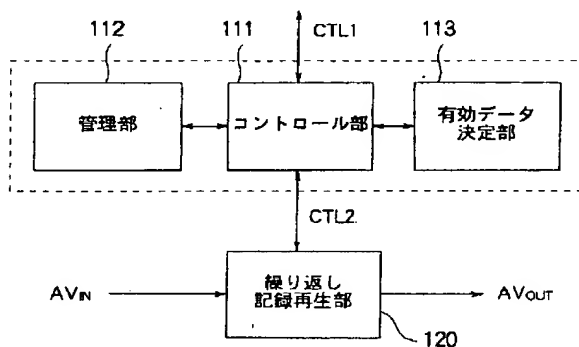 112
111
CTL1
113
管理部
コントロール部
有効データ
決定部
CTL2
AVIN
繰り返し
記録再生部
AVOUT
120